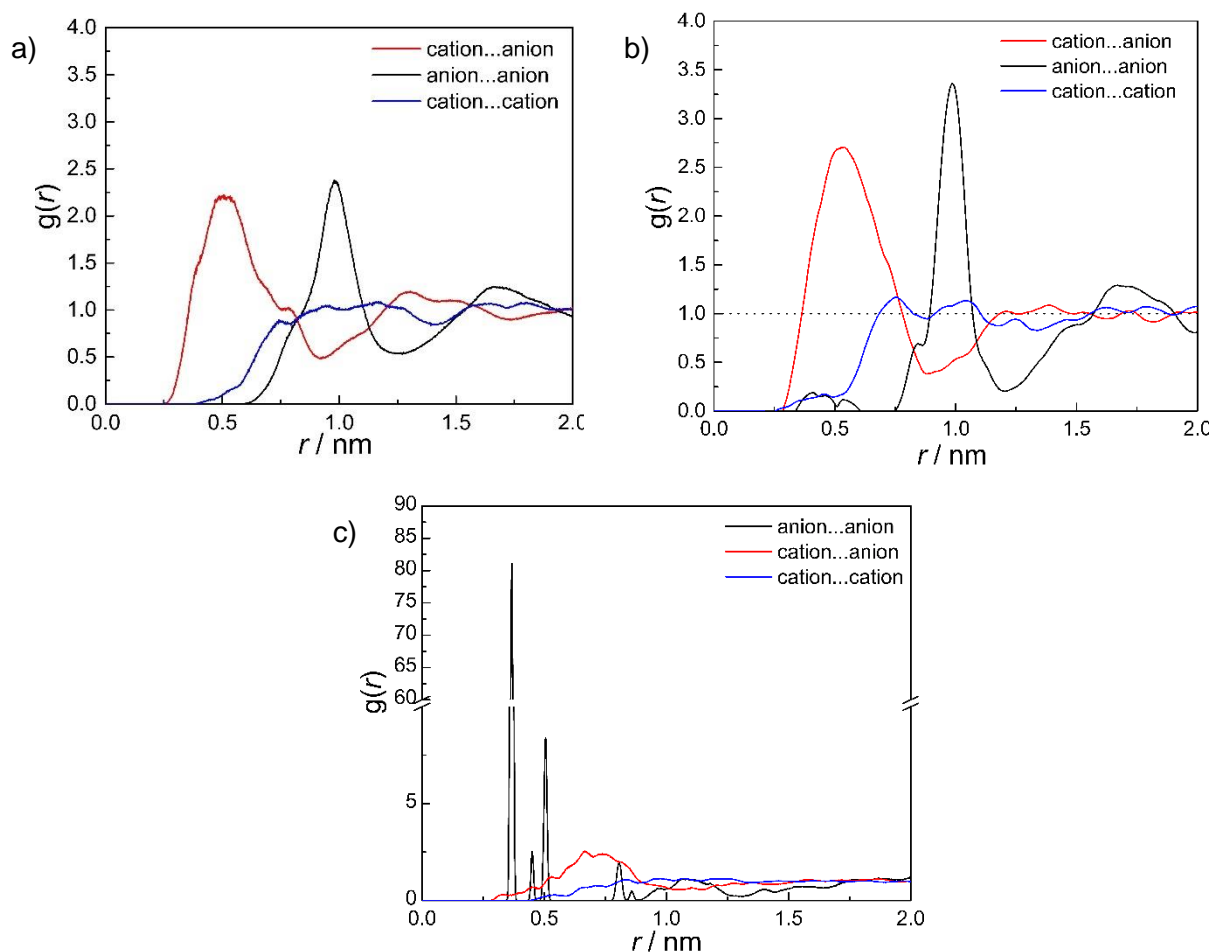 a)
4.0
3.5
3.0
2.5
2.0
1.5
1.0
0.5
0.0
g(r)
0.0 0.5 1.0 1.5 2.0
r / nm
cation...anion
anion...anion
cation...cation
b)
4.0
3.5
3.0
2.5
2.0
1.5
1.0
0.5
0.0
g(r)
0.0 0.5 1.0 1.5 2.0
r / nm
cation...anion
anion...anion
cation...cation
c)
90
85
80
75
70
65
60
5
0
g(r)
0.0 0.5 1.0 1.5 2.0
r / nm
anion...anion
cation...anion
cation...cation